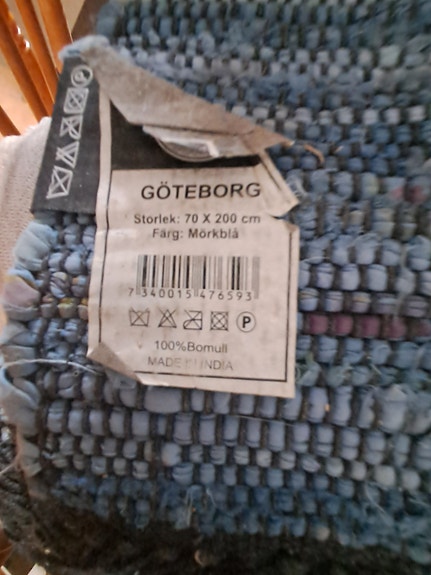 GÖTEBORG
Storlek: 70 X 200 cm
Färg: Mörkblå
7 340015 476593
P
100%Bomull
MADE IN INDIA
P